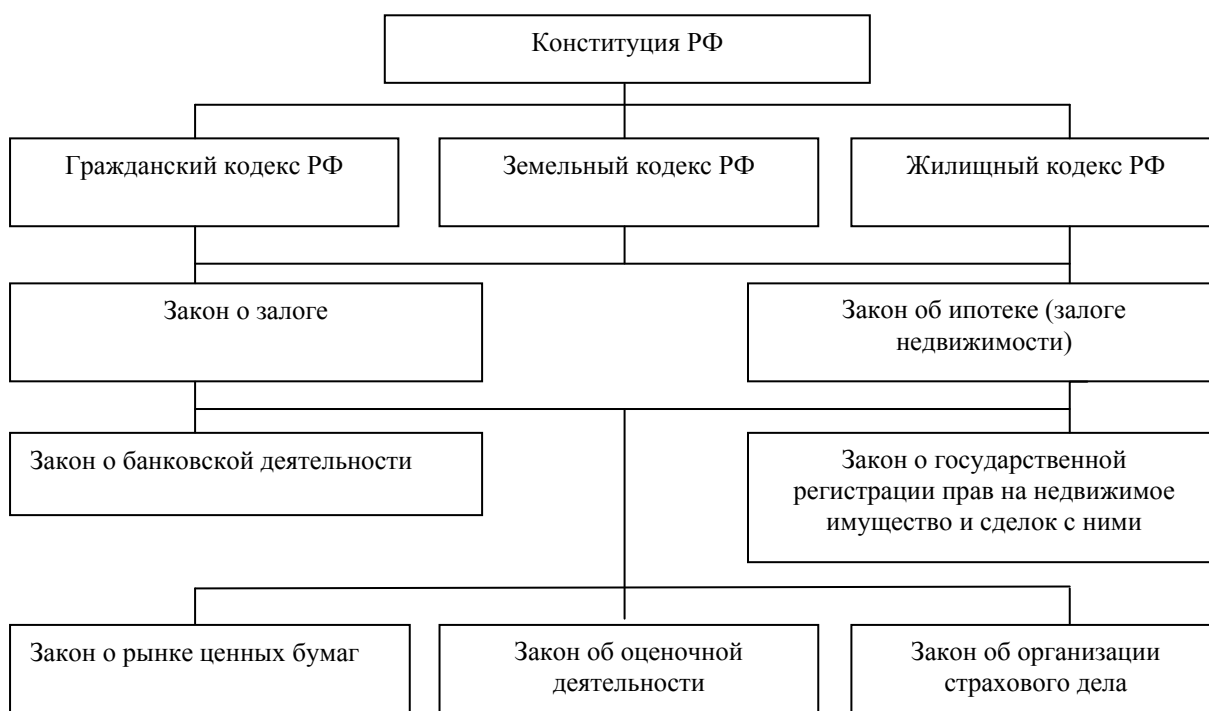 Конституция РФ
Гражданский кодекс РФ
Земельный кодекс РФ
Жилищный кодекс РФ
Закон о залоге
Закон об ипотеке (залоге
недвижимости)
Закон о банковской деятельности
Закон о государственной
регистрации прав на недвижимое
имущество и сделок с ними
Закон о рынке ценных бумаг
Закон об оценочной
деятельности
Закон об организации
страхового дела